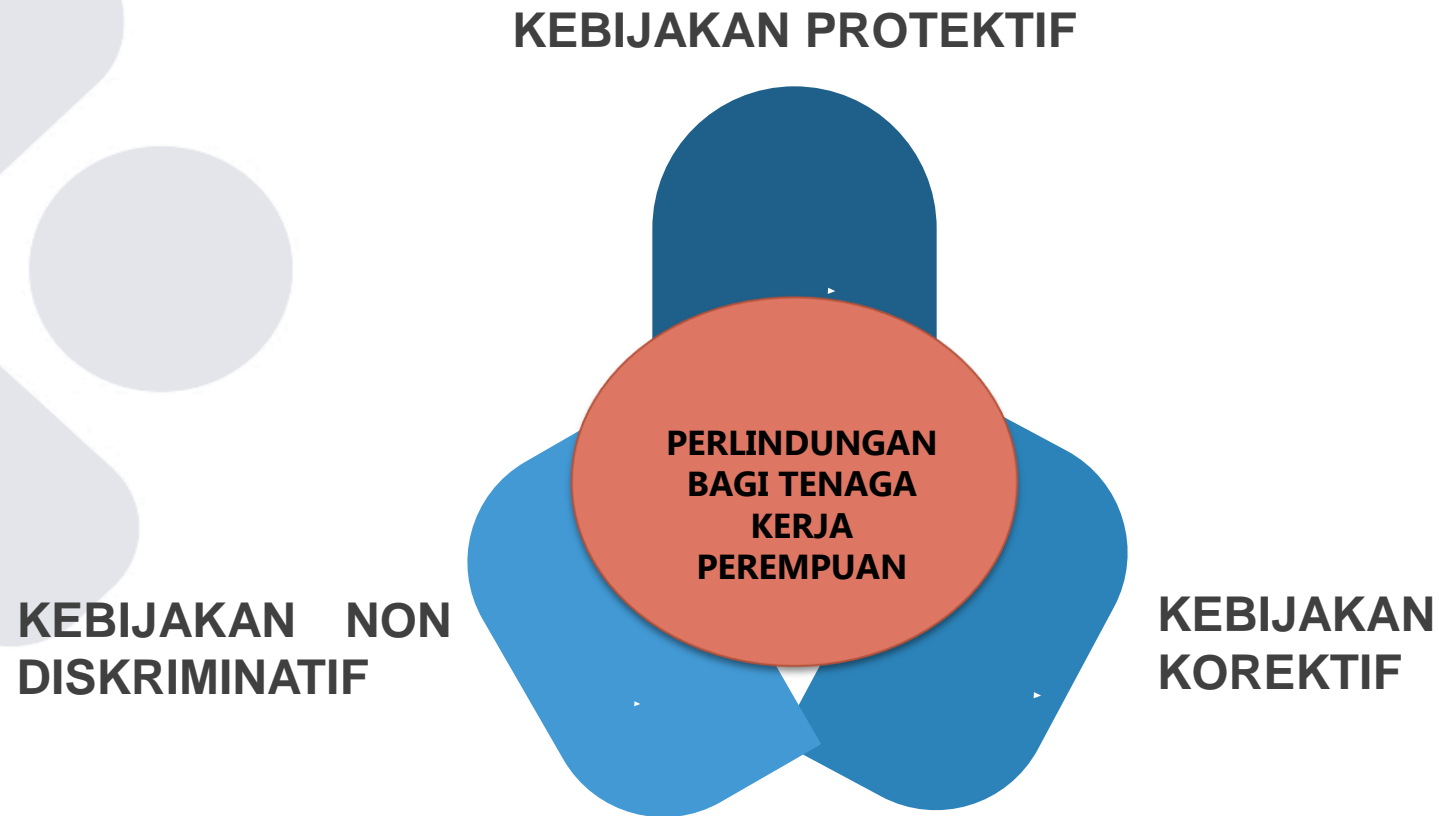 KEBIJAKAN PROTEKTIF
PERLINDUNGAN
BAGI TENAGA
KERJA
PEREMPUAN
KEBIJAKAN NON
DISKRIMINATIF
KEBIJAKAN
KOREKTIF